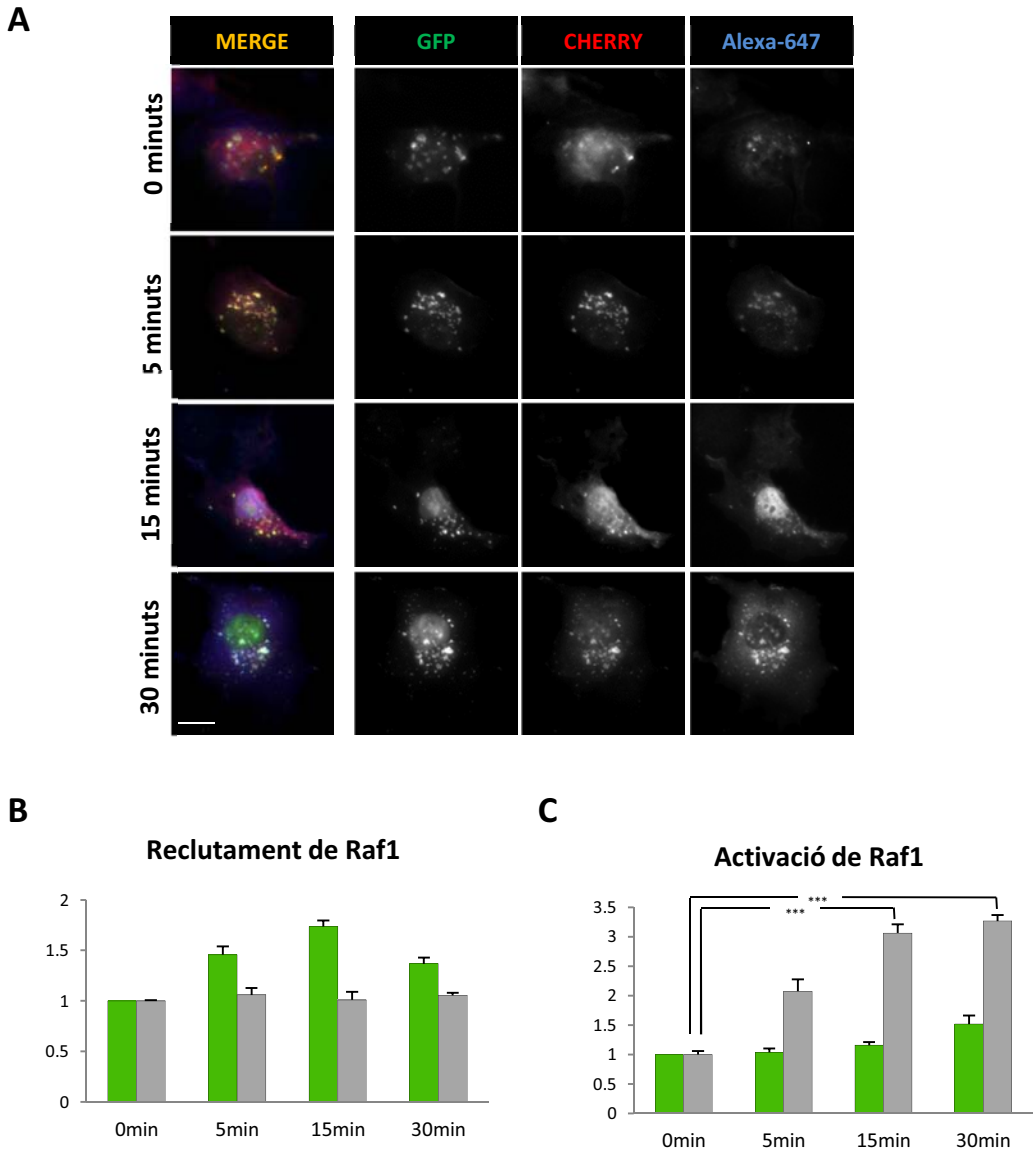 A
MERGE GFP CHERRY Alexa-647
0 minuts
5 minuts
15 minuts
30 minuts
B
Reclutament de Raf1
2
1.5
1
0.5
0
0min 5min 15min 30min
C
Activació de Raf1
***
***
3.5
3
2.5
2
1.5
1
0.5
0
0min 5min 15min 30min